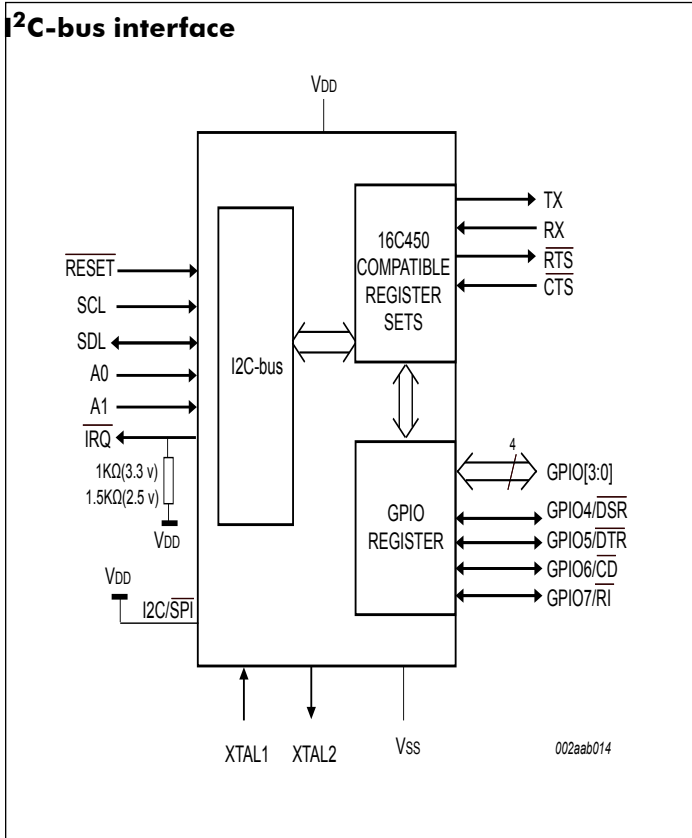 I²C-bus interface
VDD
TX
RX
RTS
CTS
16C450
COMPATIBLE
REGISTER
SETS
RESET
SCL
SDL
A0
A1
IRQ
I2C-bus
1KΩ(3.3 v)
1.5KΩ(2.5 v)
VDD
4
GPIO[3:0]
GPIO4/DSR
GPIO5/DTR
GPIO6/CD
GPIO7/RI
GPIO
REGISTER
VDD
I2C/SPI
XTAL1
XTAL2
VSS
002aab014